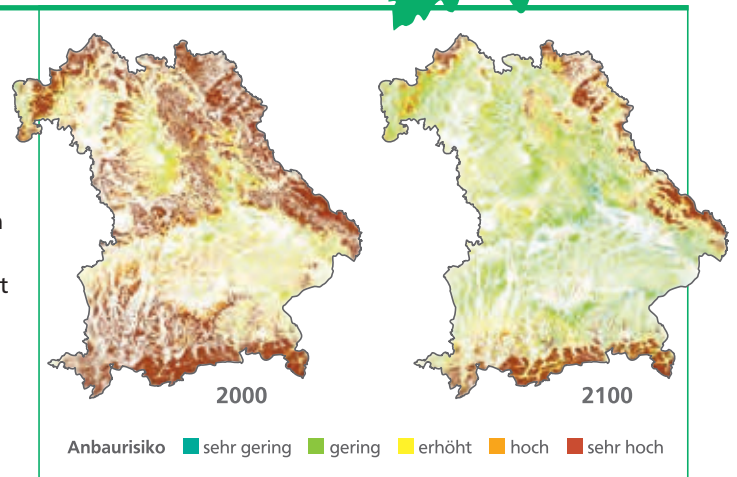 n
t
2000 2100
Anbaurisiko sehr gering gering erhöht hoch sehr hoch